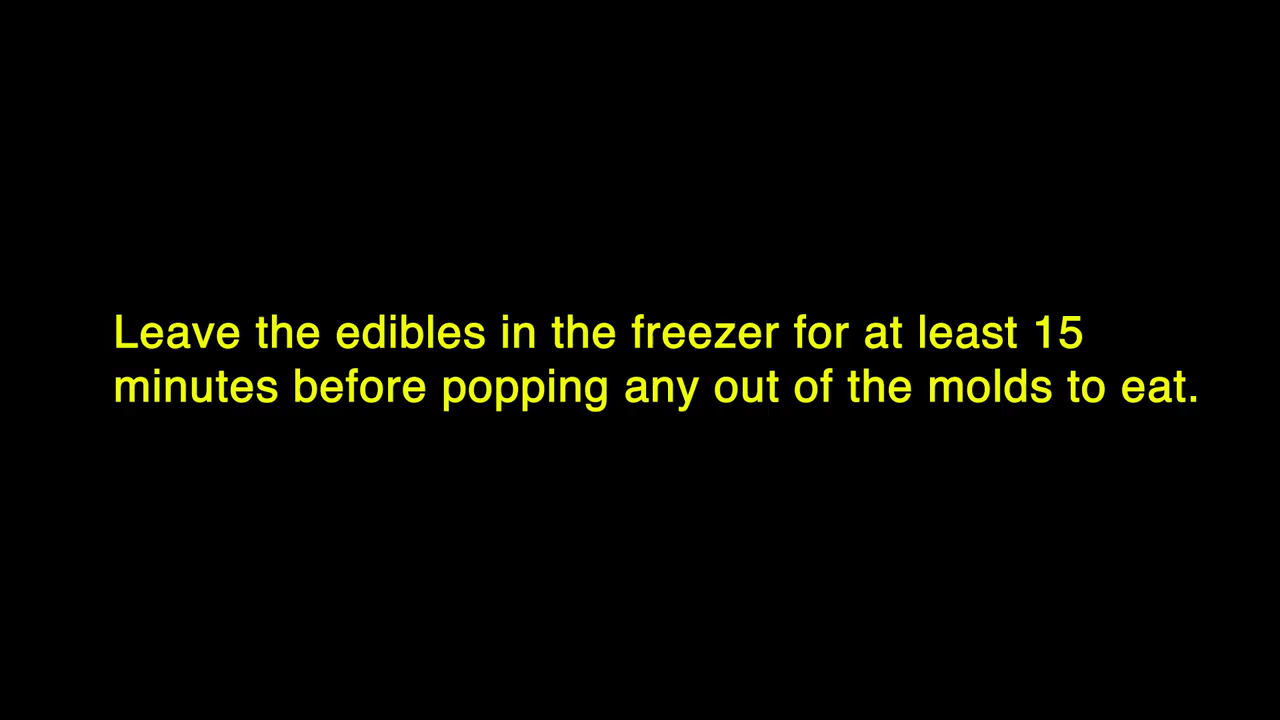 Leave the edibles in the freezer for at least 15
minutes before popping any out of the molds to eat.